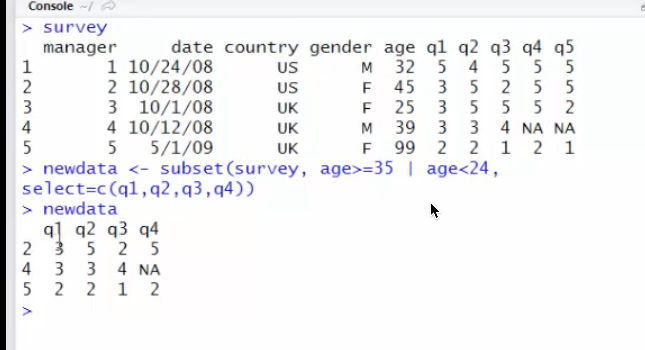 Console ~/
> survey
manager date country gender age q1 q2 q3 q4 q5
1 1 10/24/08 US M 32 5 4 5 5 5
2 2 10/28/08 US F 45 3 5 2 5 5
3 3 10/1/08 UK F 25 3 5 5 5 2
4 4 10/12/08 UK M 39 3 3 4 NA NA
5 5 5/1/09 UK F 99 2 2 1 2 1
> newdata <- subset(survey, age>=35 | age<24,
select=c(q1,q2,q3,q4))
> newdata
q1 q2 q3 q4
2 3 5 2 5
4 3 3 4 NA
5 2 2 1 2
>